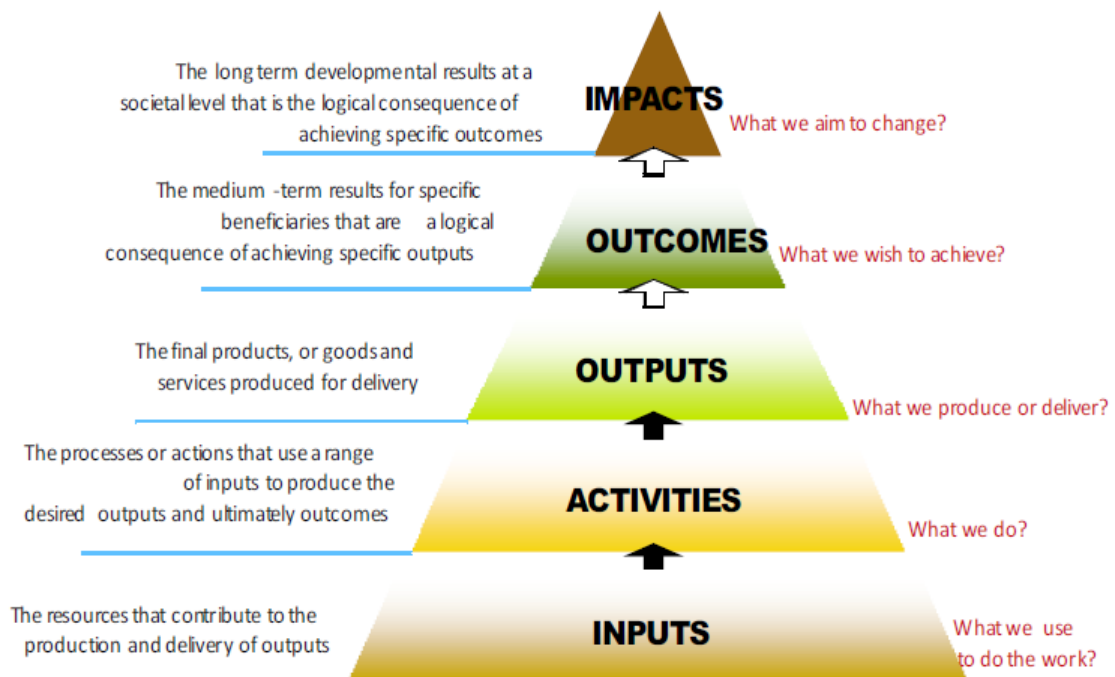 The long term developmental results at a
societal level that is the logical consequence of
achieving specific outcomes
IMPACTS
What we aim to change?
The medium -term results for specific
beneficiaries that are a logical
consequence of achieving specific outputs
OUTCOMES
What we wish to achieve?
The final products, or goods and
services produced for delivery
OUTPUTS
What we produce or deliver?
The processes or actions that use a range
of inputs to produce the
desired outputs and ultimately outcomes
ACTIVITIES
What we do?
The resources that contribute to the
production and delivery of outputs
INPUTS
What we use
to do the work?